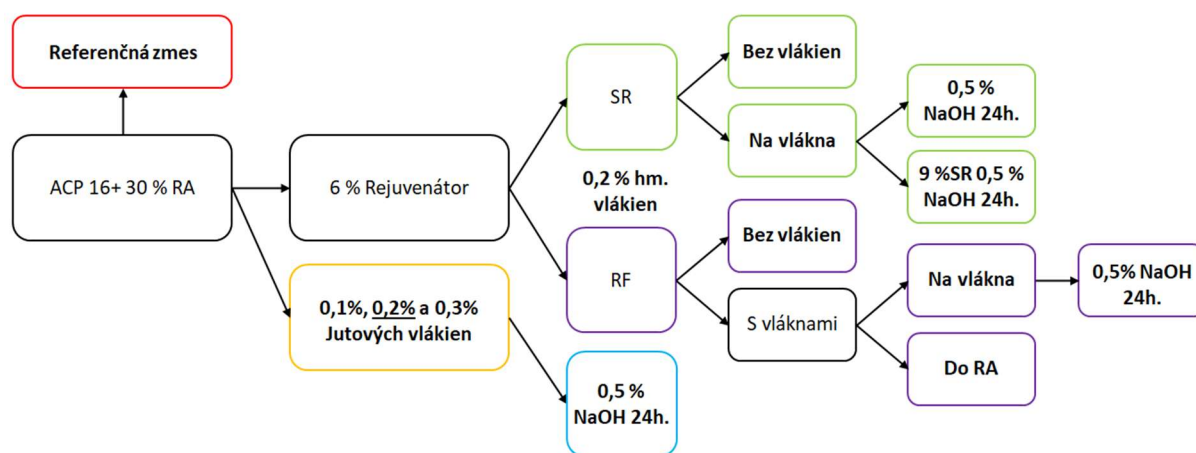 Referenčná zmes
ACP 16+ 30 % RA
6 % Rejuvenátor
0,1%, 0,2% a 0,3%
Jutových vlákien
0,5 %
NaOH 24h.
SR
0,2 % hm.
vlákien
RF
Bez vlákien
Na vlákna
0,5 %
NaOH 24h.
9 %SR 0,5 %
NaOH 24h.
Bez vlákien
S vláknami
Na vlákna
0,5% NaOH
24h.
Do RA